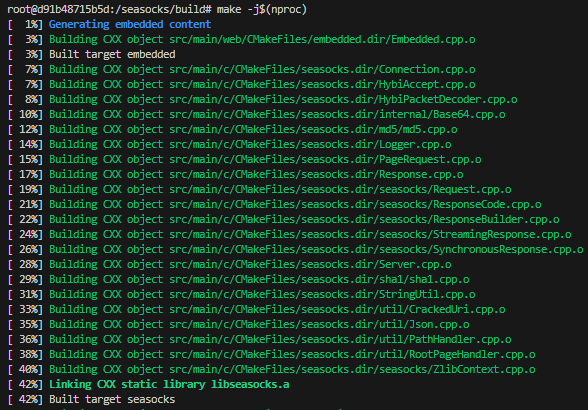 root@d91b48715b5d:/seasocks/build# make -j$(nproc)
[  1%] Generating embedded content
[  3%] Building CXX object src/main/web/CMakeFiles/embedded.dir/Embedded.cpp.o
[  3%] Built target embedded
[  7%] Building CXX object src/main/c/CMakeFiles/seasocks.dir/Connection.cpp.o
[  7%] Building CXX object src/main/c/CMakeFiles/seasocks.dir/HybiAccept.cpp.o
[  8%] Building CXX object src/main/c/CMakeFiles/seasocks.dir/HybiPacketDecoder.cpp.o
[ 10%] Building CXX object src/main/c/CMakeFiles/seasocks.dir/internal/Base64.cpp.o
[ 12%] Building CXX object src/main/c/CMakeFiles/seasocks.dir/md5/md5.cpp.o
[ 14%] Building CXX object src/main/c/CMakeFiles/seasocks.dir/Logger.cpp.o
[ 15%] Building CXX object src/main/c/CMakeFiles/seasocks.dir/PageRequest.cpp.o
[ 17%] Building CXX object src/main/c/CMakeFiles/seasocks.dir/Response.cpp.o
[ 19%] Building CXX object src/main/c/CMakeFiles/seasocks.dir/seasocks/Request.cpp.o
[ 21%] Building CXX object src/main/c/CMakeFiles/seasocks.dir/seasocks/ResponseCode.cpp.o
[ 22%] Building CXX object src/main/c/CMakeFiles/seasocks.dir/seasocks/ResponseBuilder.cpp.o
[ 24%] Building CXX object src/main/c/CMakeFiles/seasocks.dir/seasocks/StreamingResponse.cpp.o
[ 26%] Building CXX object src/main/c/CMakeFiles/seasocks.dir/seasocks/SynchronousResponse.cpp.o
[ 28%] Building CXX object src/main/c/CMakeFiles/seasocks.dir/Server.cpp.o
[ 29%] Building CXX object src/main/c/CMakeFiles/seasocks.dir/sha1/sha1.cpp.o
[ 31%] Building CXX object src/main/c/CMakeFiles/seasocks.dir/StringUtil.cpp.o
[ 33%] Building CXX object src/main/c/CMakeFiles/seasocks.dir/util/CrackedUri.cpp.o
[ 35%] Building CXX object src/main/c/CMakeFiles/seasocks.dir/util/Json.cpp.o
[ 36%] Building CXX object src/main/c/CMakeFiles/seasocks.dir/util/PathHandler.cpp.o
[ 38%] Building CXX object src/main/c/CMakeFiles/seasocks.dir/util/RootPageHandler.cpp.o
[ 40%] Building CXX object src/main/c/CMakeFiles/seasocks.dir/seasocks/ZlibContext.cpp.o
[ 42%] Linking CXX static library libseasocks.a
[ 42%] Built target seasocks